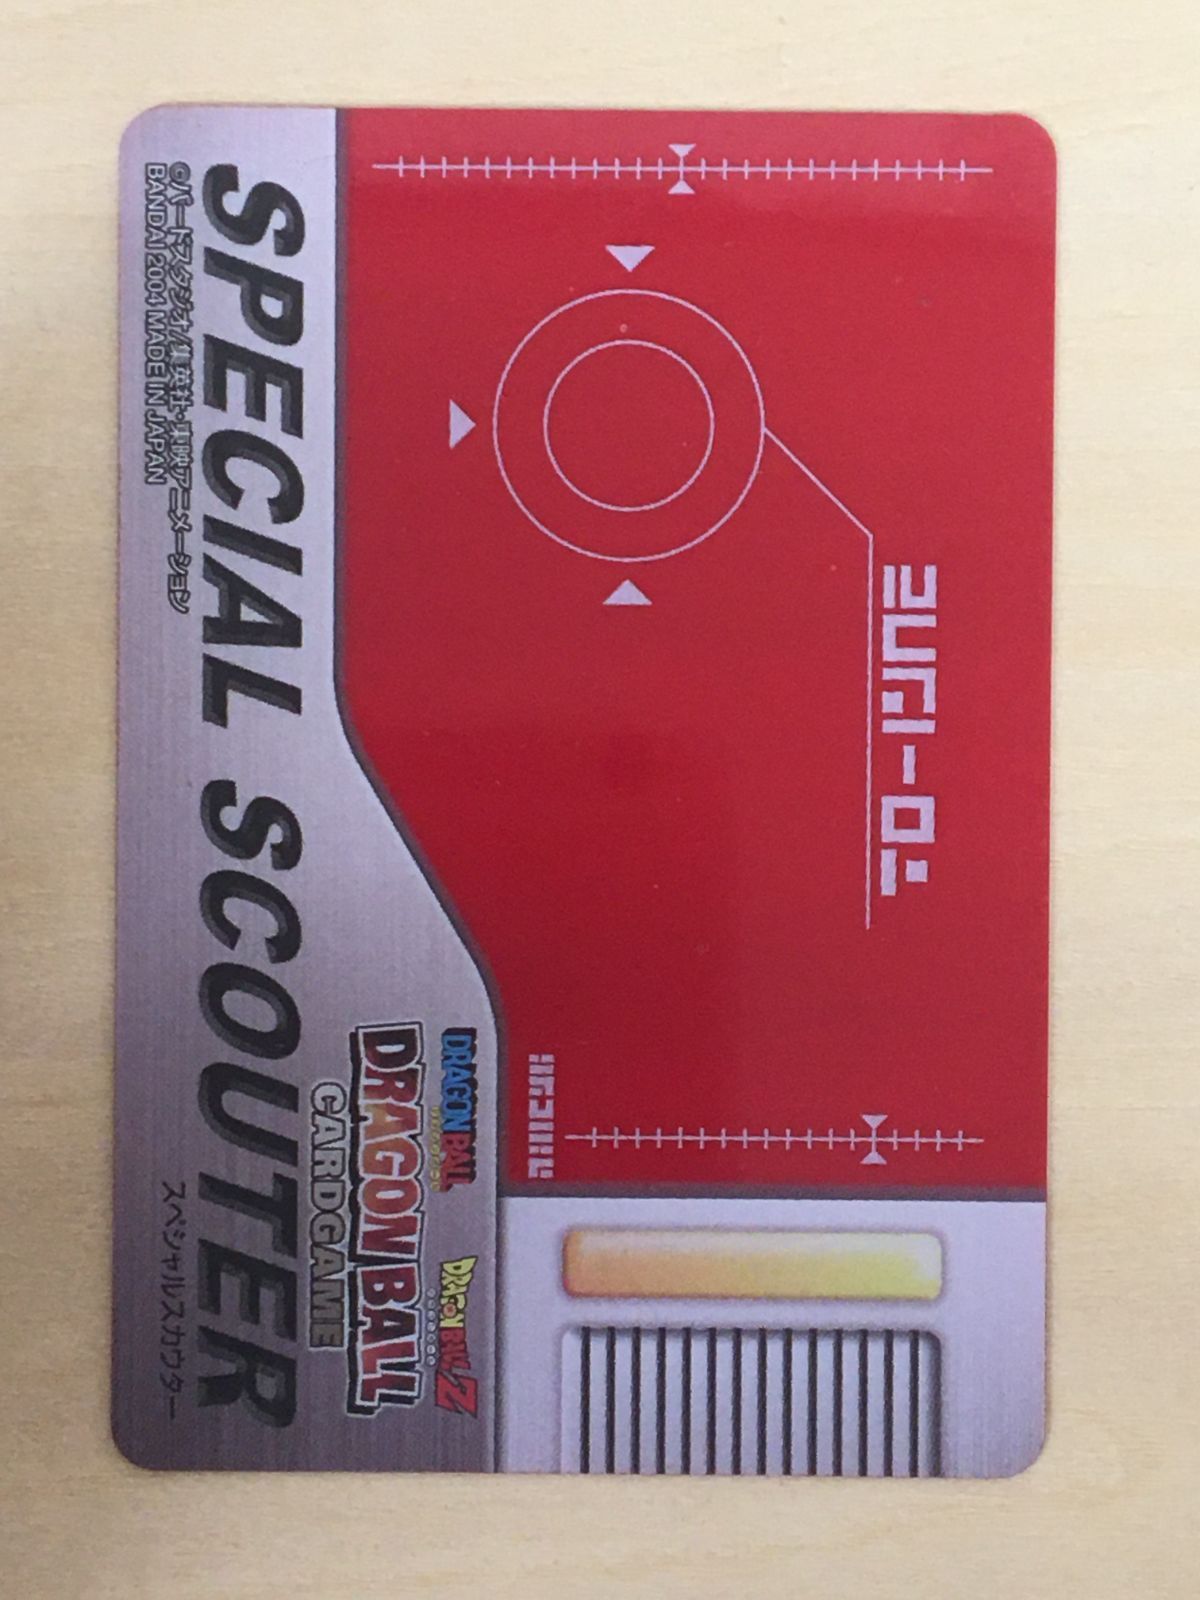 DRAGON BALL
DRAGON BALL Z
DRAGON BALL
CARDGAME
SPECIAL SCOUTER
スペシャルスカウター
©バードスタジオ/集英社・東映アニメーション
BANDAI 2004 MADE IN JAPAN